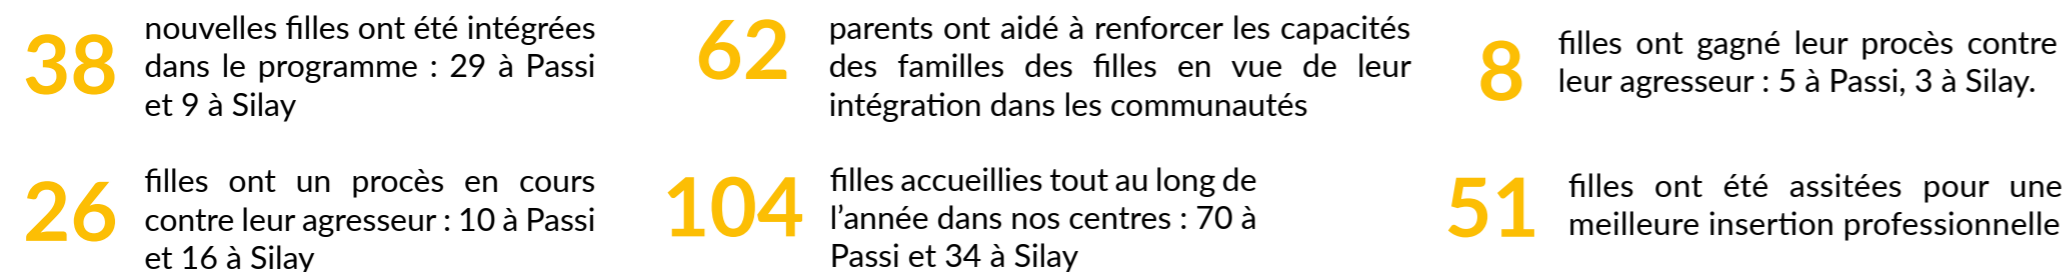 38
nouvelles filles ont été intégrées
dans le programme : 29 à Passi
et 9 à Silay
62
parents ont aidé à renforcer les capacités
des familles des filles en vue de leur
intégration dans les communautés
8
filles ont gagné leur procès contre
leur agresseur : 5 à Passi, 3 à Silay.
26
filles ont un procès en cours
contre leur agresseur : 10 à Passi
et 16 à Silay
104
filles accueillies tout au long de
l’année dans nos centres : 70 à
Passi et 34 à Silay
51
filles ont été assitées pour une
meilleure insertion professionnelle